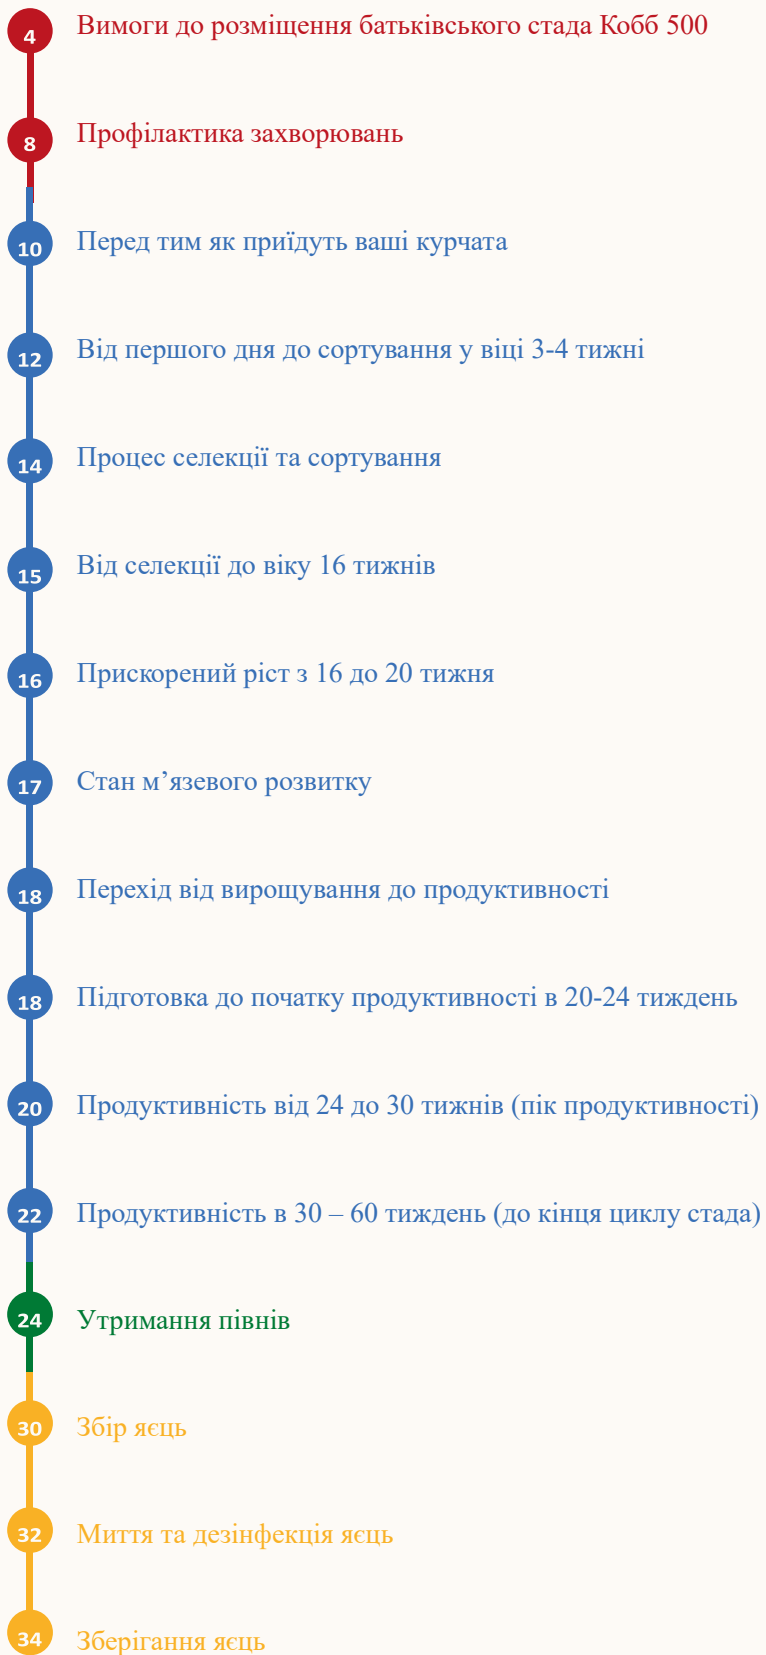 4 Вимоги до розміщення батьківського стада Кобб 500
8 Профілактика захворювань
10 Перед тим як приїдуть ваші курчата
12 Від першого дня до сортування у віці 3-4 тижні
14 Процес селекції та сортування
15 Від селекції до віку 16 тижнів
16 Прискорений ріст з 16 до 20 тижня
17 Стан м’язевого розвитку
18 Перехід від вирощування до продуктивності
18 Підготовка до початку продуктивності в 20-24 тиждень
20 Продуктивність від 24 до 30 тижнів (пік продуктивності)
22 Продуктивність в 30 – 60 тиждень (до кінця циклу стада)
24 Утримання півнів
30 Збір яєць
32 Миття та дезінфекція яєць
34 Зберігання яєць